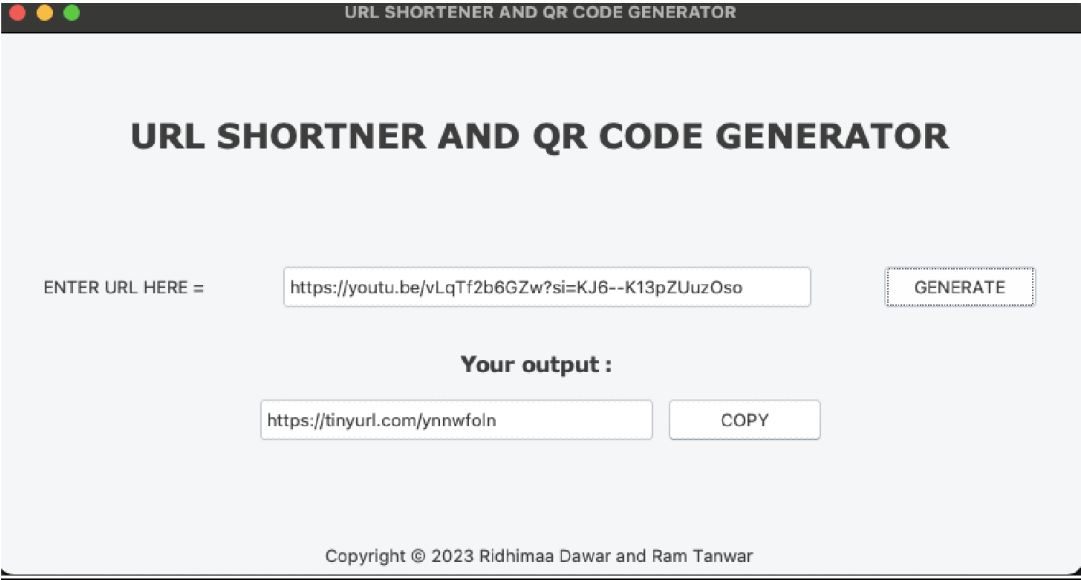 URL SHORTENER AND QR CODE GENERATOR
URL SHORTNER AND QR CODE GENERATOR
ENTER URL HERE = https://youtu.be/vLqTf2b6GZw?si=KJ6--K13pZUuzOso GENERATE
Your output :
https://tinyurl.com/ynnwfoln COPY
Copyright © 2023 Ridhimaa Dawar and Ram Tanwar